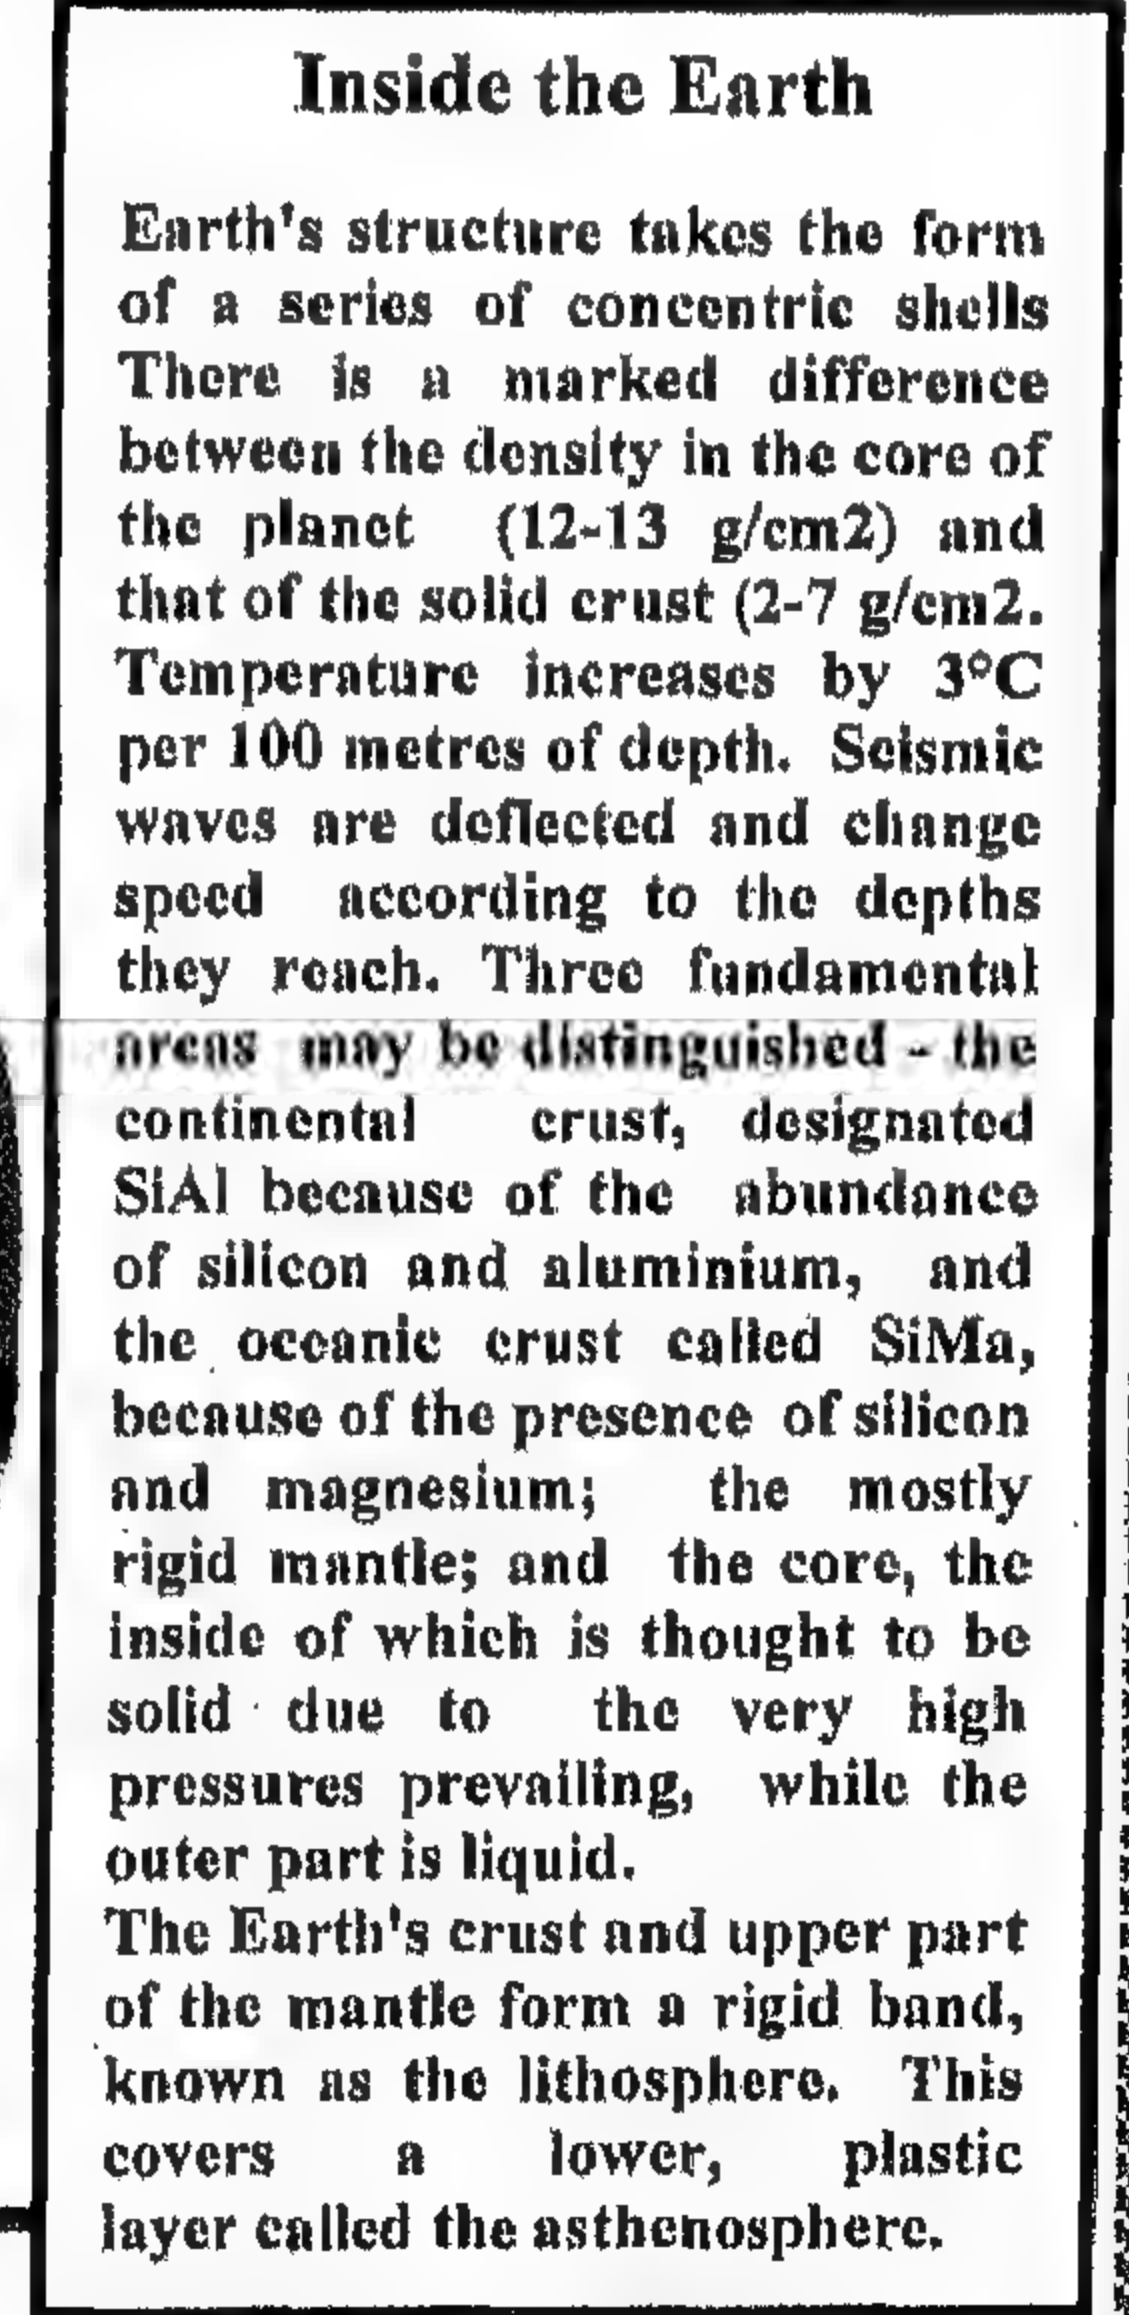 Inside the Earth
Earth's structure takes the form
of a series of concentric shells
There is a marked difference
between the density in the core of
the planet (12-13 g/cm2) and
that of the solid crust (2-7 g/cm2.
Temperature increases by 3°C
per 100 metres of depth. Seismic
waves are deflected and change
speed according to the depths
they reach. Three fundamental
areas may be distinguished - the
continental crust, designated
SiAl because of the abundance
of silicon and aluminium, and
the oceanic crust called SiMa,
because of the presence of silicon
and magnesium; the mostly
rigid mantle; and the core, the
inside of which is thought to be
solid due to the very high
pressures prevailing, while the
outer part is liquid.
The Earth's crust and upper part
of the mantle form a rigid band,
known as the lithosphere. This
covers a lower, plastic
layer called the asthenosphere.